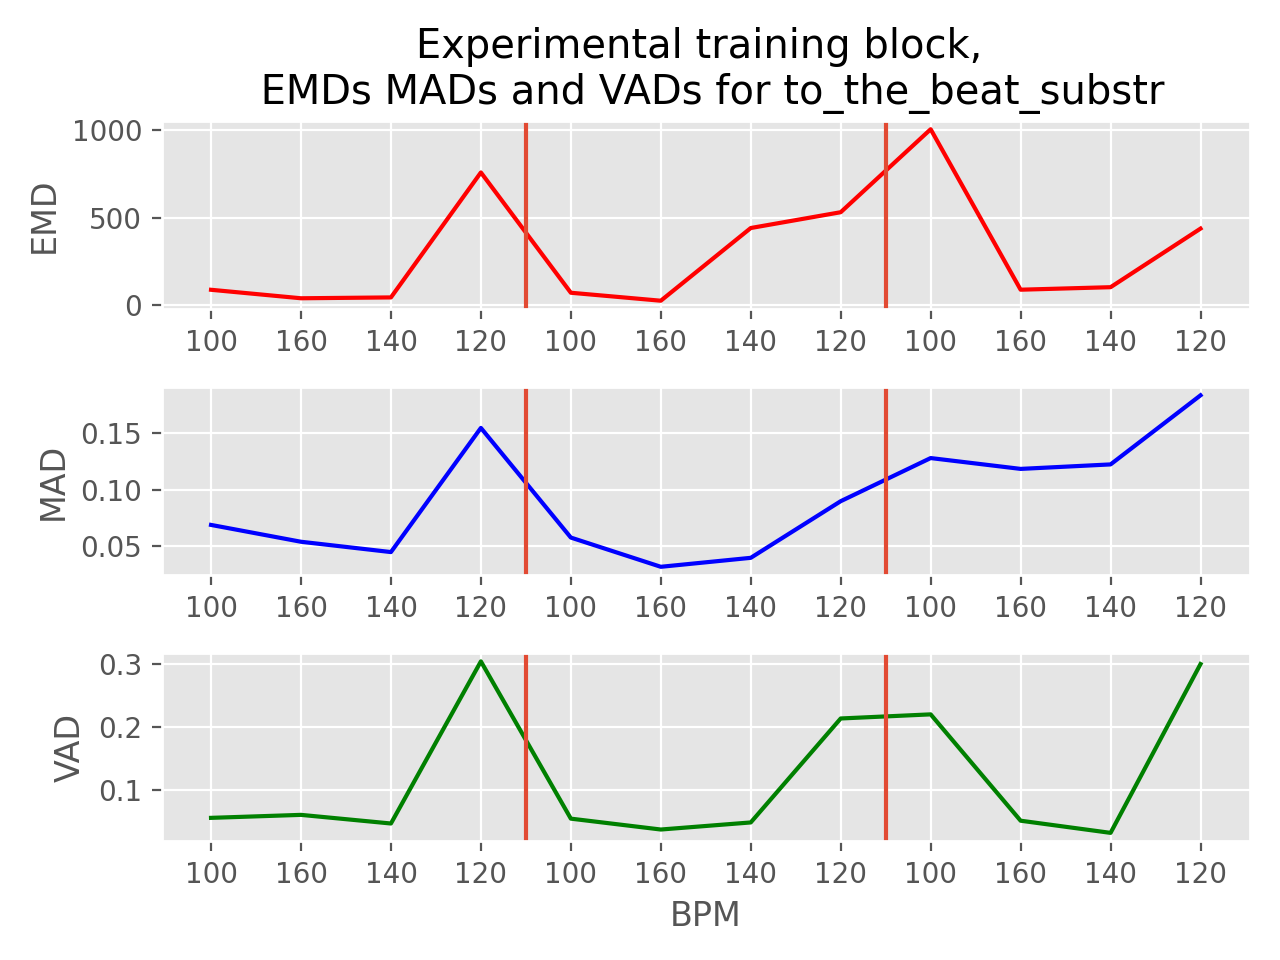 Experimental training block,
EMDs MADs and VADs for to_the_beat_substr
EMD
1000
500
0
100 160 140 120 100 160 140 120 100 160 140 120
MAD
0.15
0.10
0.05
100 160 140 120 100 160 140 120 100 160 140 120
VAD
0.3
0.2
0.1
100 160 140 120 100 160 140 120 100 160 140 120
BPM